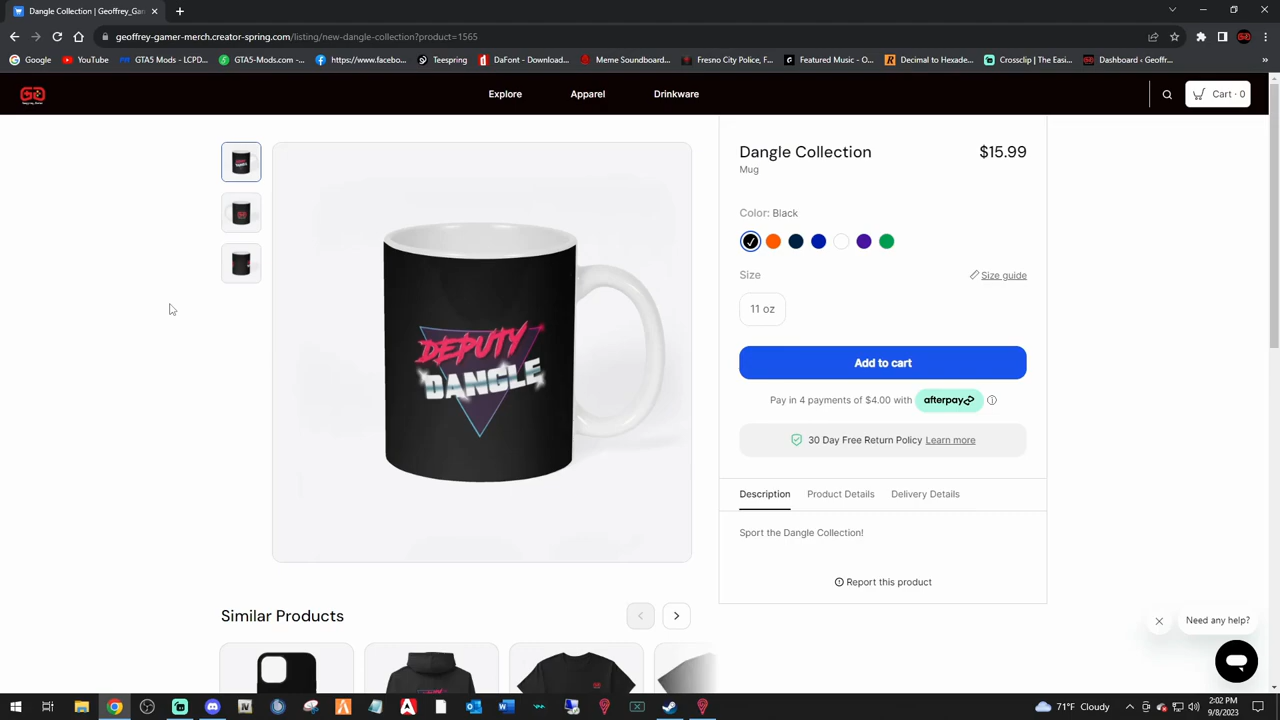 Dangle Collection | Geoffrey_Gam
geoffrey-gamer-merch.creator-spring.com/listing/new-dangle-collection?product=1565
Google
YouTube
GTA5 Mods - LCPD...
GTA5-Mods.com -...
https://www.facebo...
Teespring
DaFont - Downloa...
Meme Soundboard...
Fresno City Police, F...
Featured Music - O...
Decimal to Hexade...
Crossclip | The Easi...
Dashboard ‹ Geoffr...
Explore
Apparel
Drinkware
Cart · 0
Dangle Collection
$15.99
Mug
Color: Black
Size
Size guide
11 oz
Add to cart
Pay in 4 payments of $4.00 with afterpay
30 Day Free Return Policy Learn more
Description
Product Details
Delivery Details
Sport the Dangle Collection!
Report this product
DEPUTY
DANGLE
Similar Products
Need any help?
71°F Cloudy
2:02 PM
9/8/2023